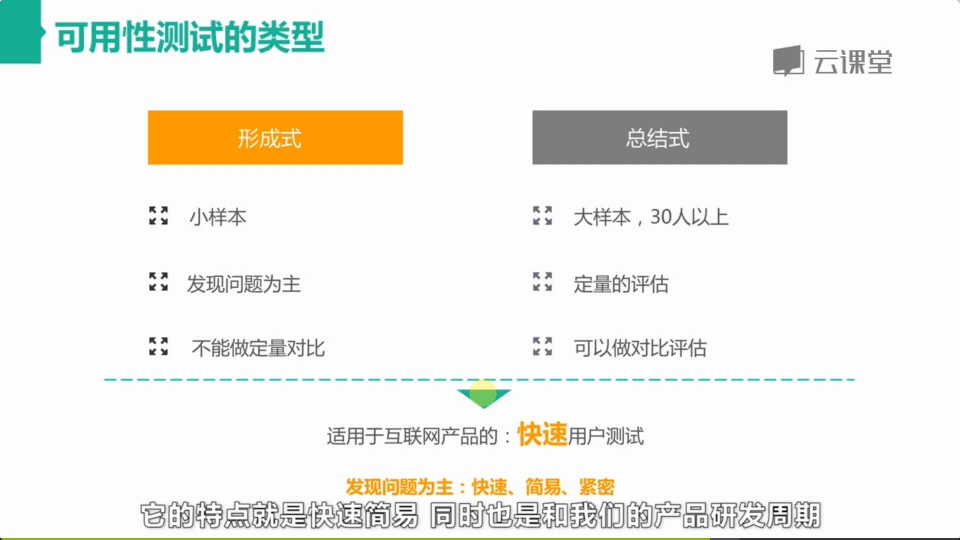 可用性测试的类型
云课堂
形成式
总结式
小样本
大样本，30人以上
发现问题为主
定量的评估
不能做定量对比
可以做对比评估
适用于互联网产品的：快速用户测试
发现问题为主：快速、简易、紧密
它的特点就是快速简易 同时也是和我们的产品研发周期